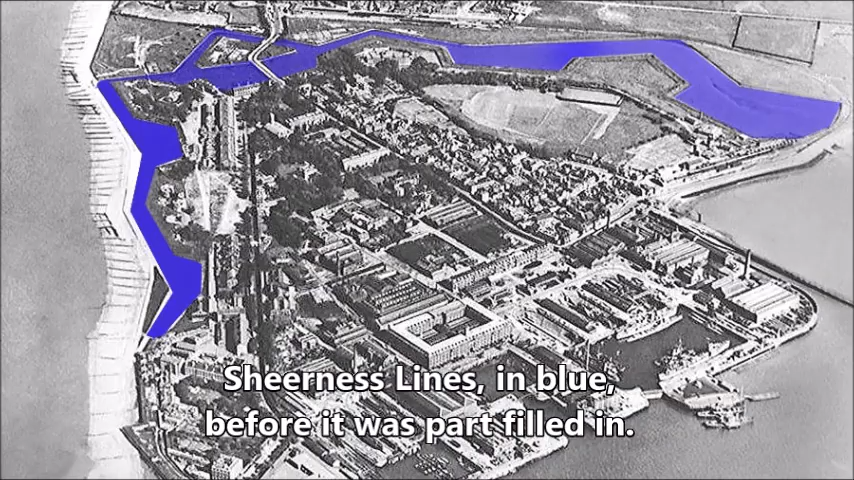 Sheerness Lines, in blue,
before it was part filled in.